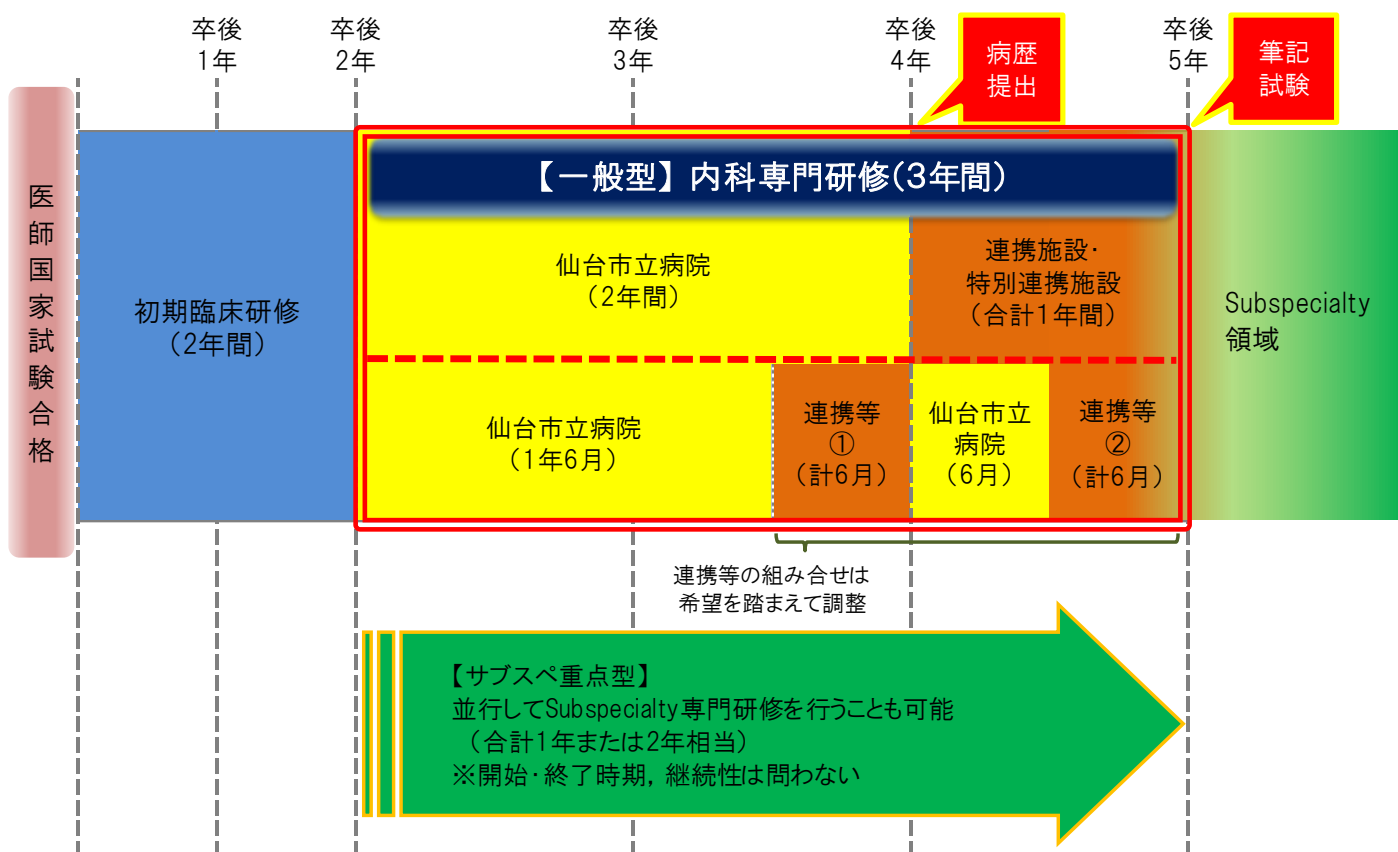 卒後
1年
卒後
2年
卒後
3年
卒後
4年
病歴
提出
卒後
5年
筆記
試験
医師国家試験合格
初期臨床研修
（2年間）
【一般型】内科専門研修（3年間）
仙台市立病院
（2年間）
連携施設・
特別連携施設
（合計1年間）
仙台市立病院
（1年6月）
連携等
①
（計6月）
仙台市立
病院
（6月）
連携等
②
（計6月）
Subspecialty
領域
連携等の組み合せは
希望を踏まえて調整
【サブスペ重点型】
並行してSubspecialty専門研修を行うことも可能
（合計1年または2年相当）
※開始・終了時期，継続性は問わない